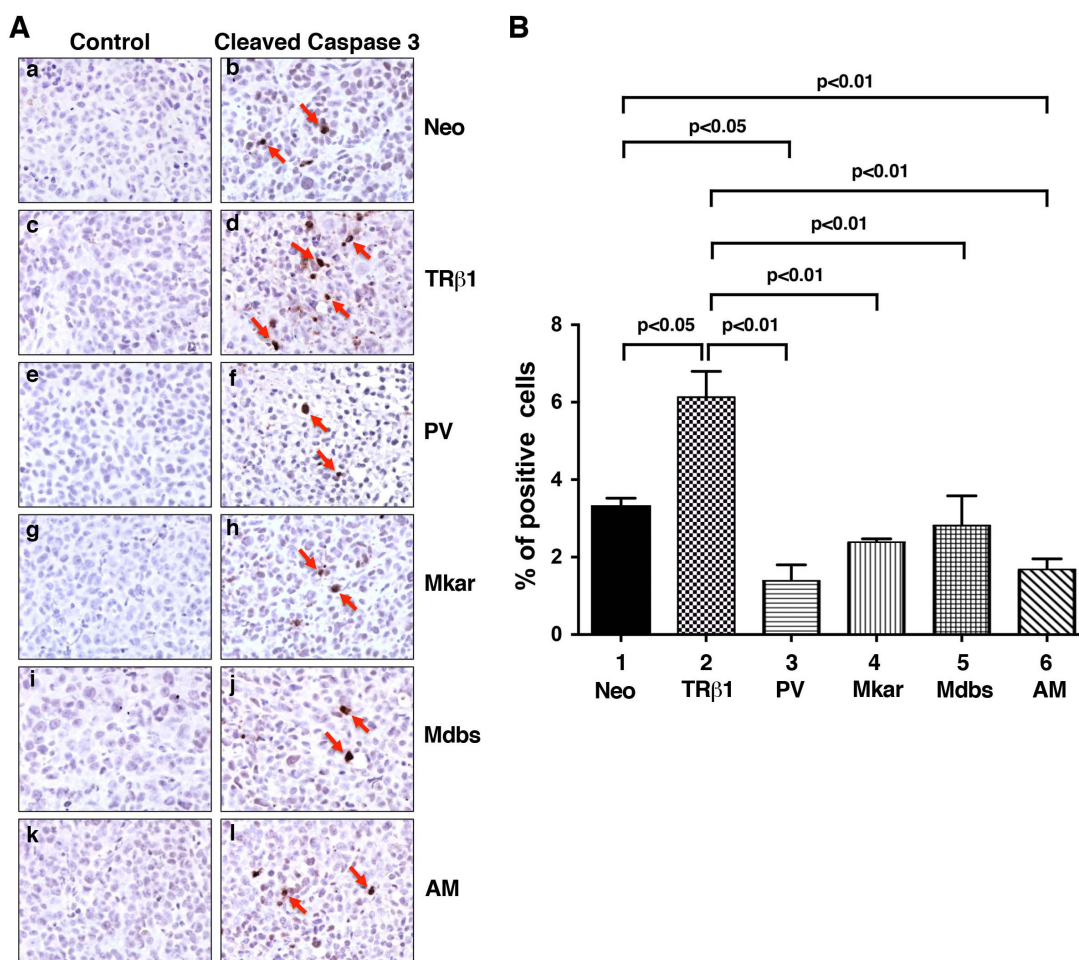 A
Control Cleaved Caspase 3
a b Neo
c d TRβ1
e f PV
g h Mkar
i j Mdbs
k l AM
B
p<0.01
p<0.05
p<0.01
p<0.01
p<0.01
p<0.05 p<0.01
% of positive cells
8
6
4
2
0
1 2 3 4 5 6
Neo TRβ1 PV Mkar Mdbs AM